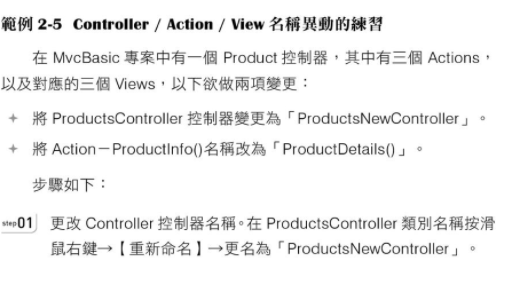 範例 2-5 Controller / Action / View 名稱異動的練習
在 MvcBasic 專案中有一個 Product 控制器，其中有三個 Actions，
以及對應的三個 Views，以下欲做兩項變更：
+ 將 ProductsController 控制器變更為「ProductsNewController」。
+ 將 Action－ProductInfo()名稱改為「ProductDetails()」。
步驟如下：
step01 更改 Controller 控制器名稱。在 ProductsController 類別名稱按滑
鼠右鍵→【重新命名】→更名為「ProductsNewController」。